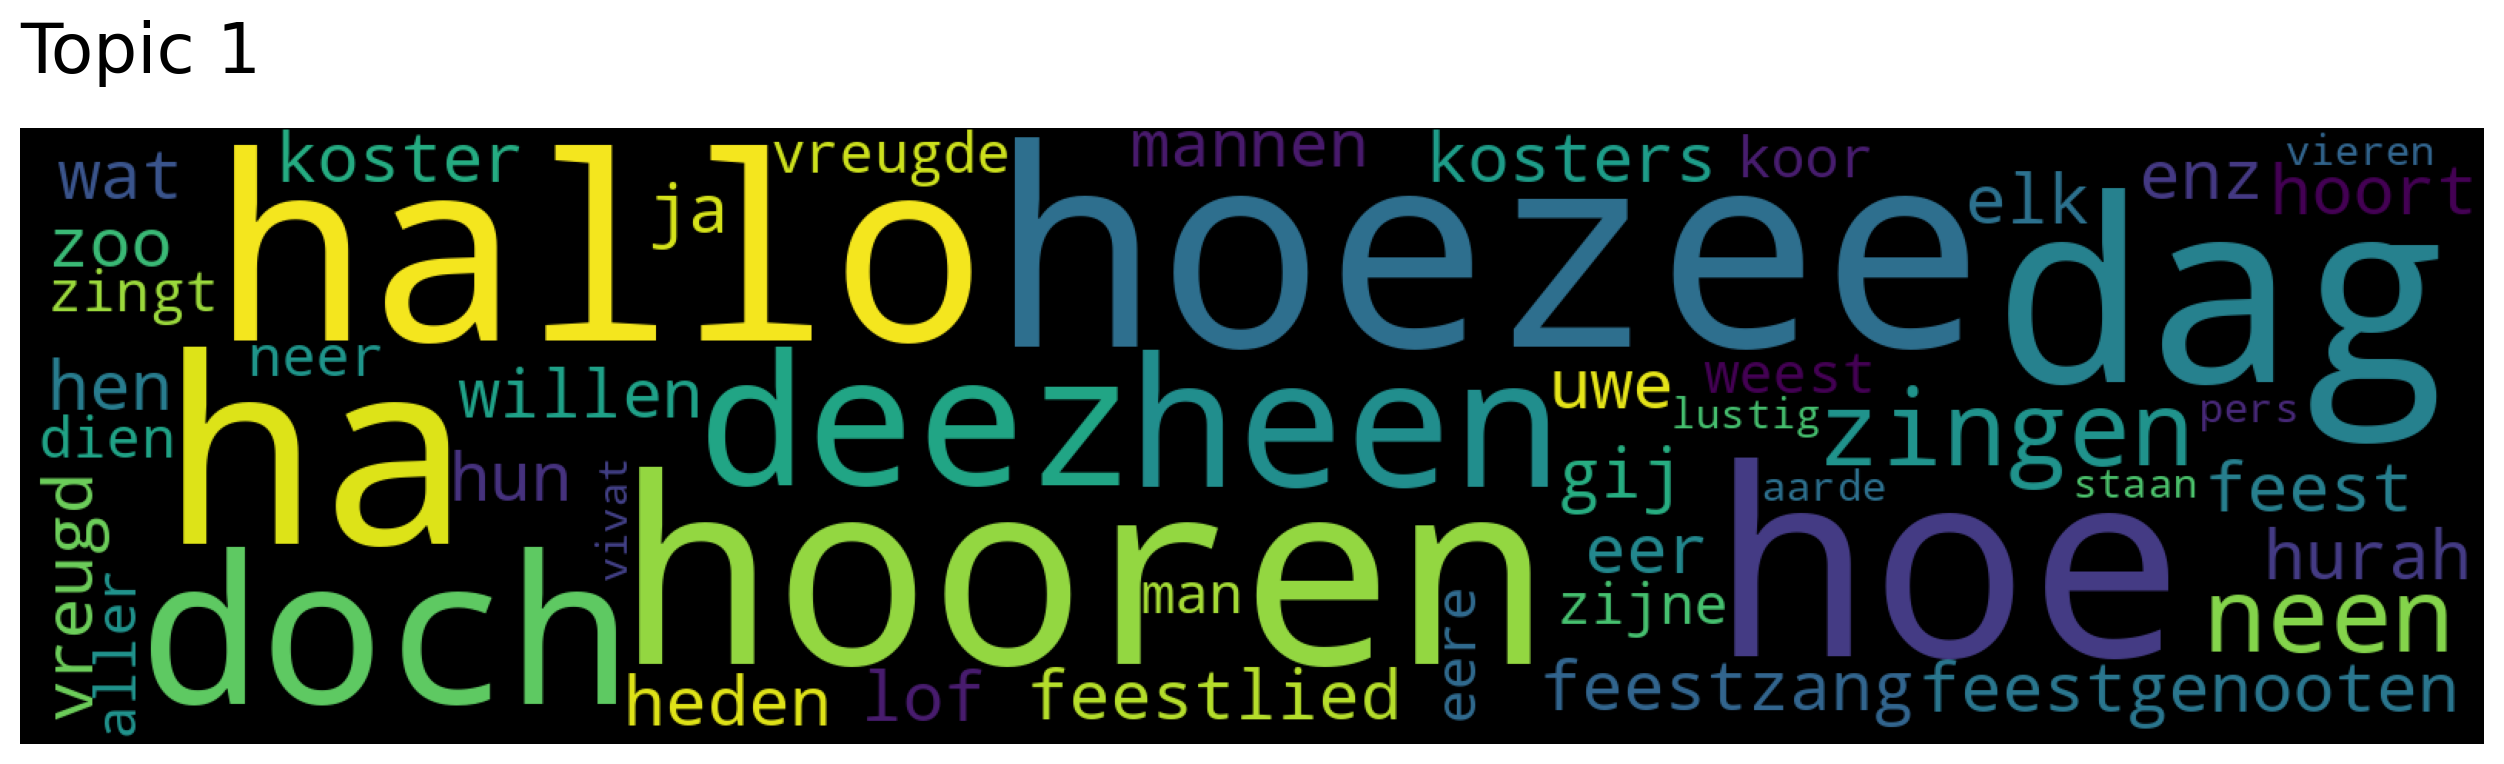 Topic 1
wat
koster
vreugde
mannen
kosters
koor
vieren
enz
hoort
elk
ja
hallo
hoezee
dag
zoo
zingt
neer
hen
dien
ha
willen
deez
heen
uwe
weest
lustig
zingen
pers
hun
vivat
gij
aarde
staan
feest
vreugd
aller
doch
hooren
man
eere
eer
zijne
hoe
hurah
neen
heden
lof
feestlied
feestzang
feestgenooten